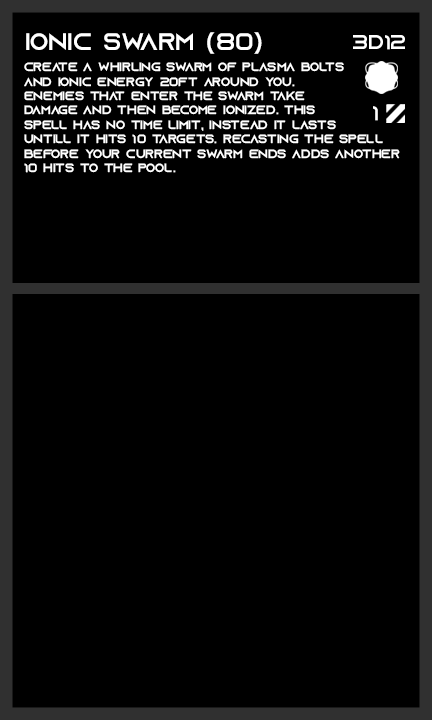 IONIC SWARM (80) 3D12
CREATE A WHIRLING SWARM OF PLASMA BOLTS
AND IONIC ENERGY 20FT AROUND YOU.
ENEMIES THAT ENTER THE SWARM TAKE
DAMAGE AND THEN BECOME IONIZED. THIS
1
SPELL HAS NO TIME LIMIT, INSTEAD IT LASTS
UNTILL IT HITS 10 TARGETS. RECASTING THE SPELL
BEFORE YOUR CURRENT SWARM ENDS ADDS ANOTHER
10 HITS TO THE POOL.